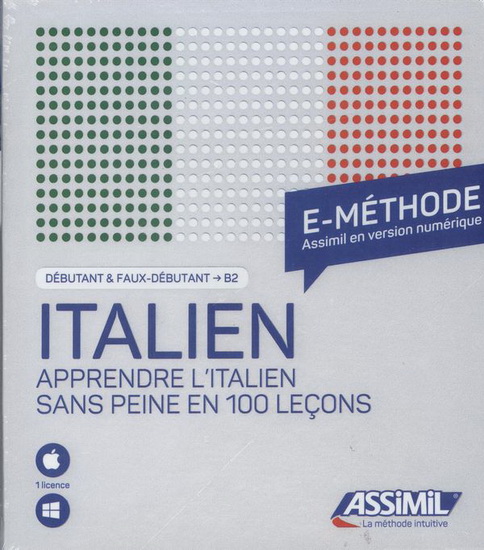 E-MÉTHODE
Assimil en version numérique
DÉBUTANT & FAUX-DÉBUTANT → B2
ITALIEN
APPRENDRE L'ITALIEN
SANS PEINE EN 100 LEÇONS
1 licence
ASSiMiL
La méthode intuitive